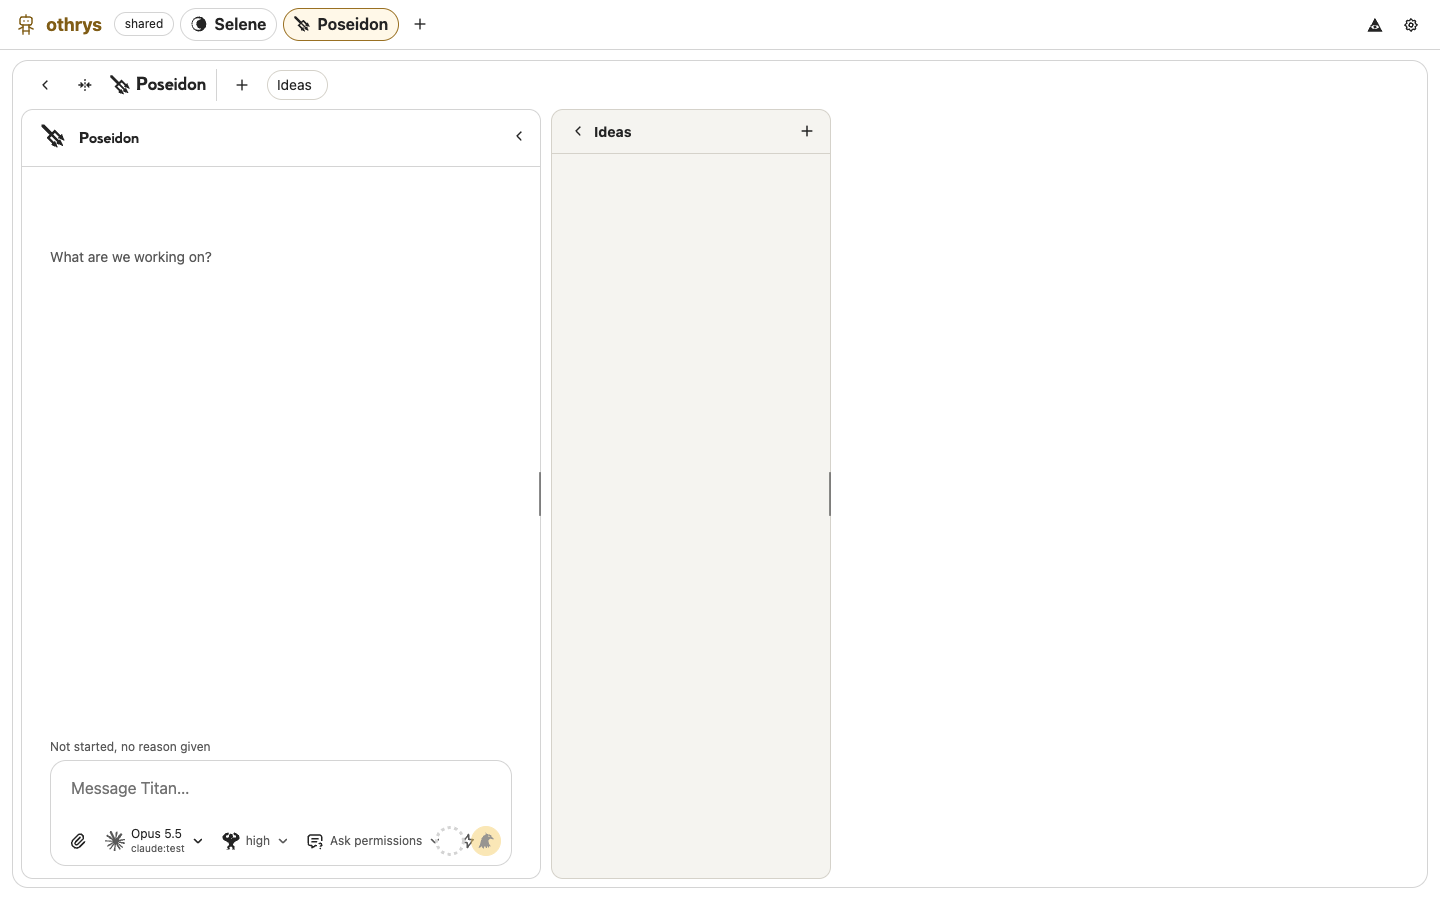 othrys
shared
Selene
Poseidon
Poseidon
Ideas
Poseidon
Ideas
What are we working on?
Not started, no reason given
Message Titan...
Opus 5.5
claude:test
high
Ask permissions